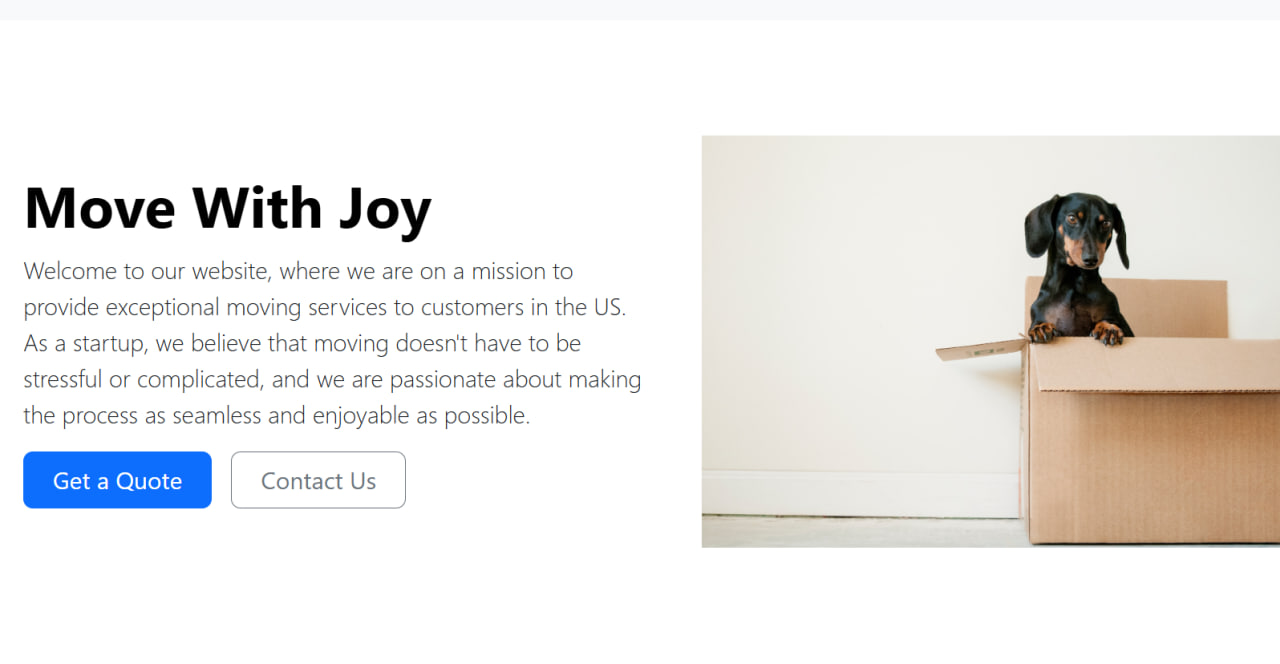 Move With Joy
Welcome to our website, where we are on a mission to
provide exceptional moving services to customers in the US.
As a startup, we believe that moving doesn't have to be
stressful or complicated, and we are passionate about making
the process as seamless and enjoyable as possible.
Get a Quote
Contact Us